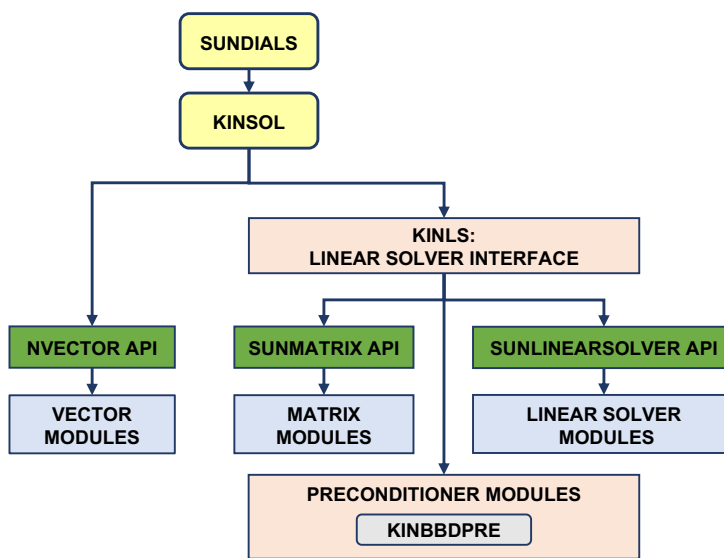 SUNDIALS
KINSOL
KINLS:
LINEAR SOLVER INTERFACE
NVECTOR API
SUNMATRIX API
SUNLINEARSOLVER API
VECTOR
MODULES
MATRIX
MODULES
LINEAR SOLVER
MODULES
PRECONDITIONER MODULES
KINBBDPRE